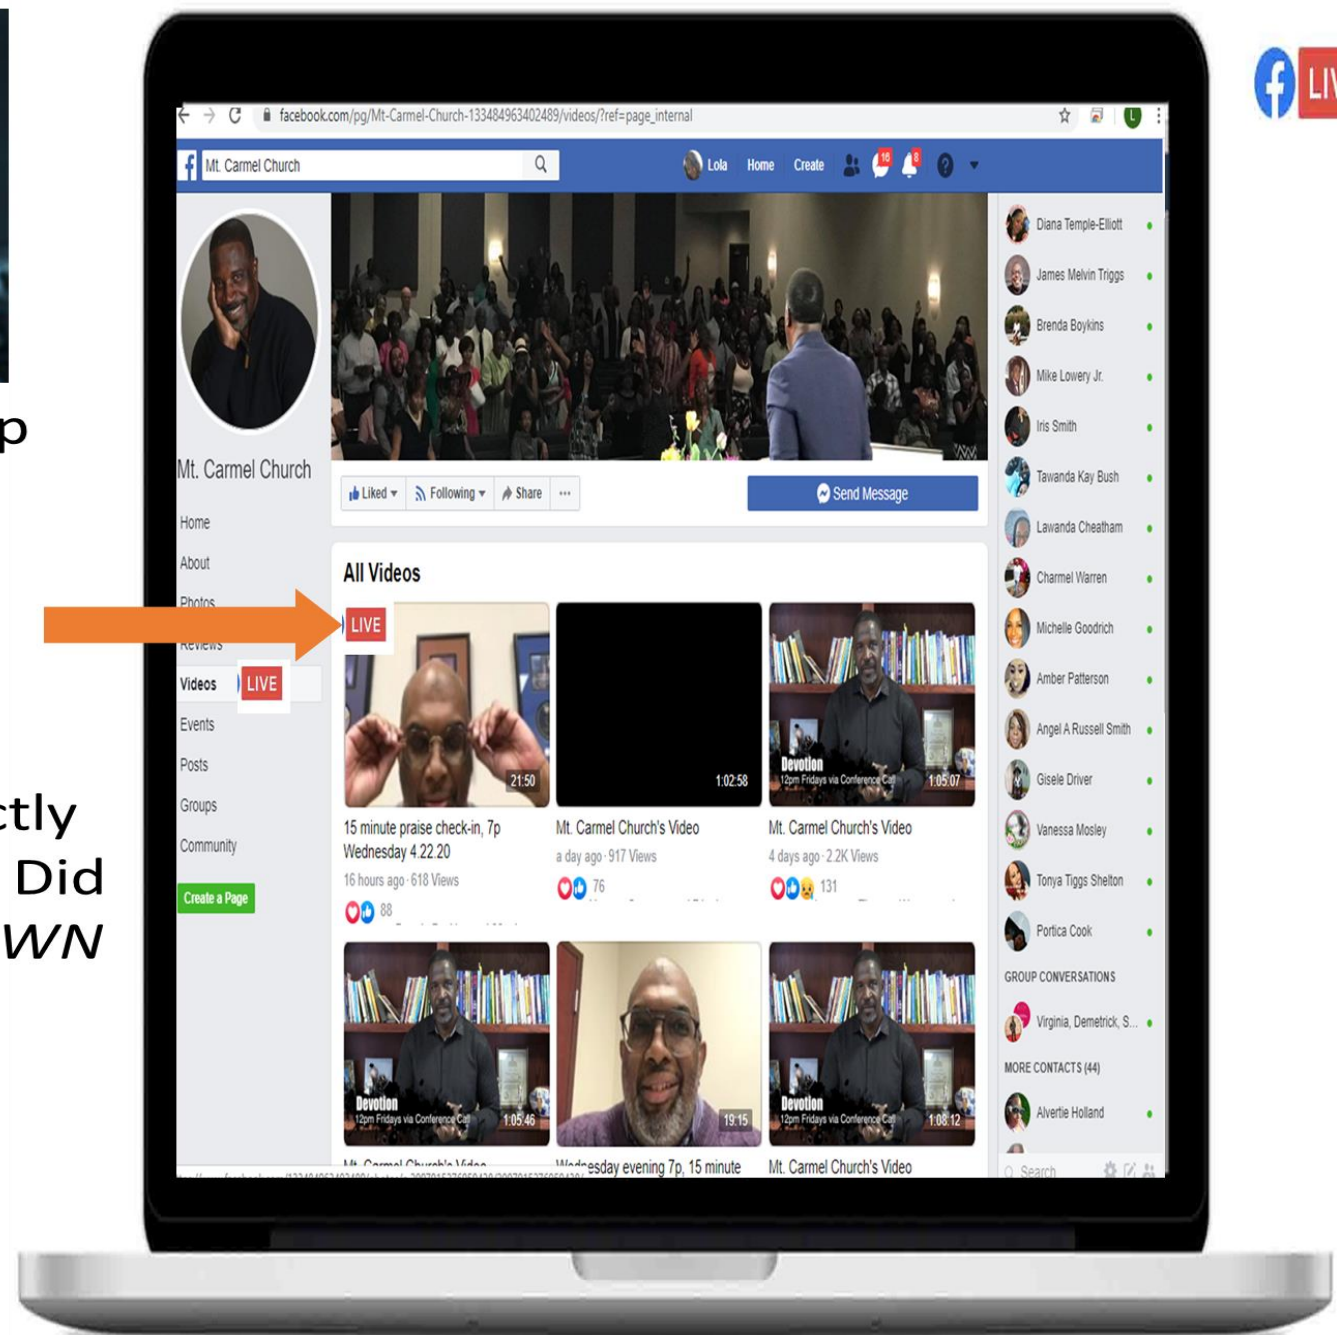 LIV
p
ctly
Did
WN
facebook.com/pg/Mt-Carmel-Church-133484963402489/videos/?ref=page_internal
L
Mt. Carmel Church
Lola Home Create 16 8
Mt. Carmel Church
Home
About
Photos
Reviews
Videos LIVE
Events
Posts
Groups
Community
Create a Page
Liked Following Share ... Send Message
All Videos
LIVE
21:50
15 minute praise check-in, 7p
Wednesday 4.22.20
16 hours ago · 618 Views
88
1:02:58
Mt. Carmel Church's Video
a day ago · 917 Views
76
Devotion
12pm Fridays via Conference Call
1:05:07
Mt. Carmel Church's Video
4 days ago · 2.2K Views
131
Devotion
12pm Fridays via Conference Call
1:05:46
Mt. Carmel Church's Video
19:15
Wednesday evening 7p, 15 minute
Devotion
12pm Fridays via Conference Call
1:08:12
Mt. Carmel Church's Video
Diana Temple-Elliott
James Melvin Triggs
Brenda Boykins
Mike Lowery Jr.
Iris Smith
Tawanda Kay Bush
Lawanda Cheatham
Charmel Warren
Michelle Goodrich
Amber Patterson
Angel A Russell Smith
Gisele Driver
Vanessa Mosley
Tonya Tiggs Shelton
Portica Cook
GROUP CONVERSATIONS
Virginia, Demetrick, S...
MORE CONTACTS (44)
Alvertie Holland
Search